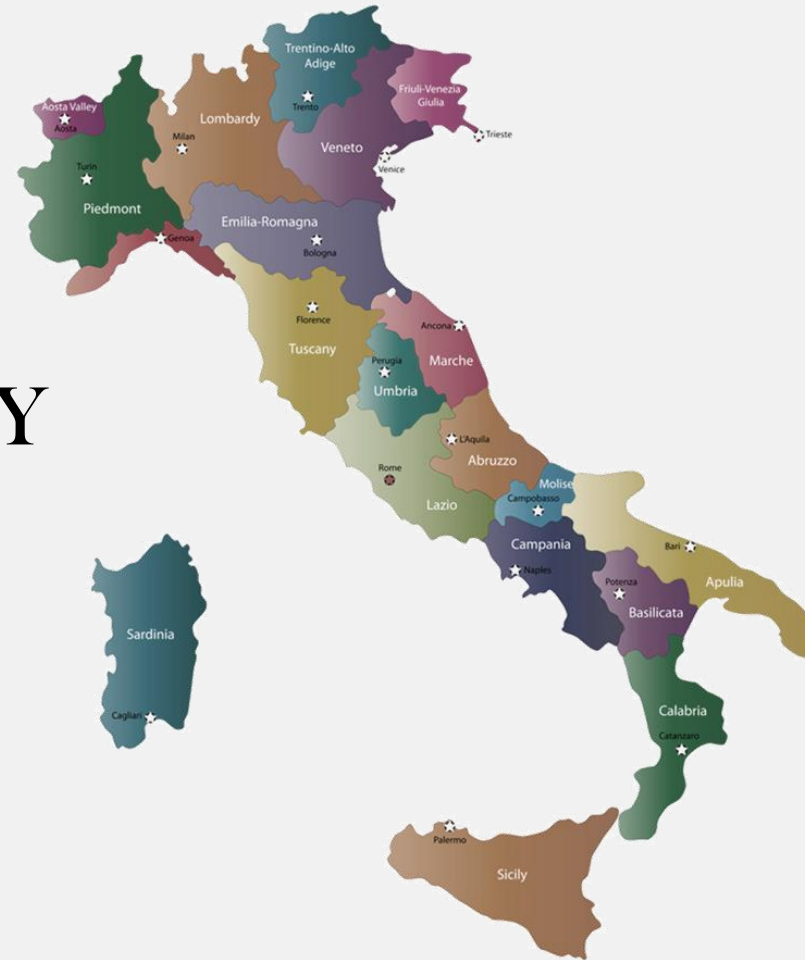 Trentino-Alto
Adige
Trento
Friuli-Venezia
Giulia
Aosta Valley
Aosta
Lombardy
Milan
Veneto
Trieste
Venice
Turin
Piedmont
Emilia-Romagna
Genoa
Bologna
Florence
Tuscany
Ancona
Marche
Perugia
Umbria
Y
L'Aquila
Abruzzo
Rome
Lazio
Molise
Campobasso
Campania
Naples
Bari
Apulia
Potenza
Basilicata
Sardinia
Cagliari
Calabria
Catanzaro
Palermo
Sicily